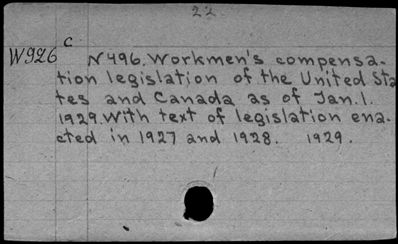 22
c
W926 N496. Workmen's compensa-
tion legislation of the United Sta
tes and Canada as of Jan. 1.
1929. With text of legislation ena-
cted in 1927 and 1928. 1929.